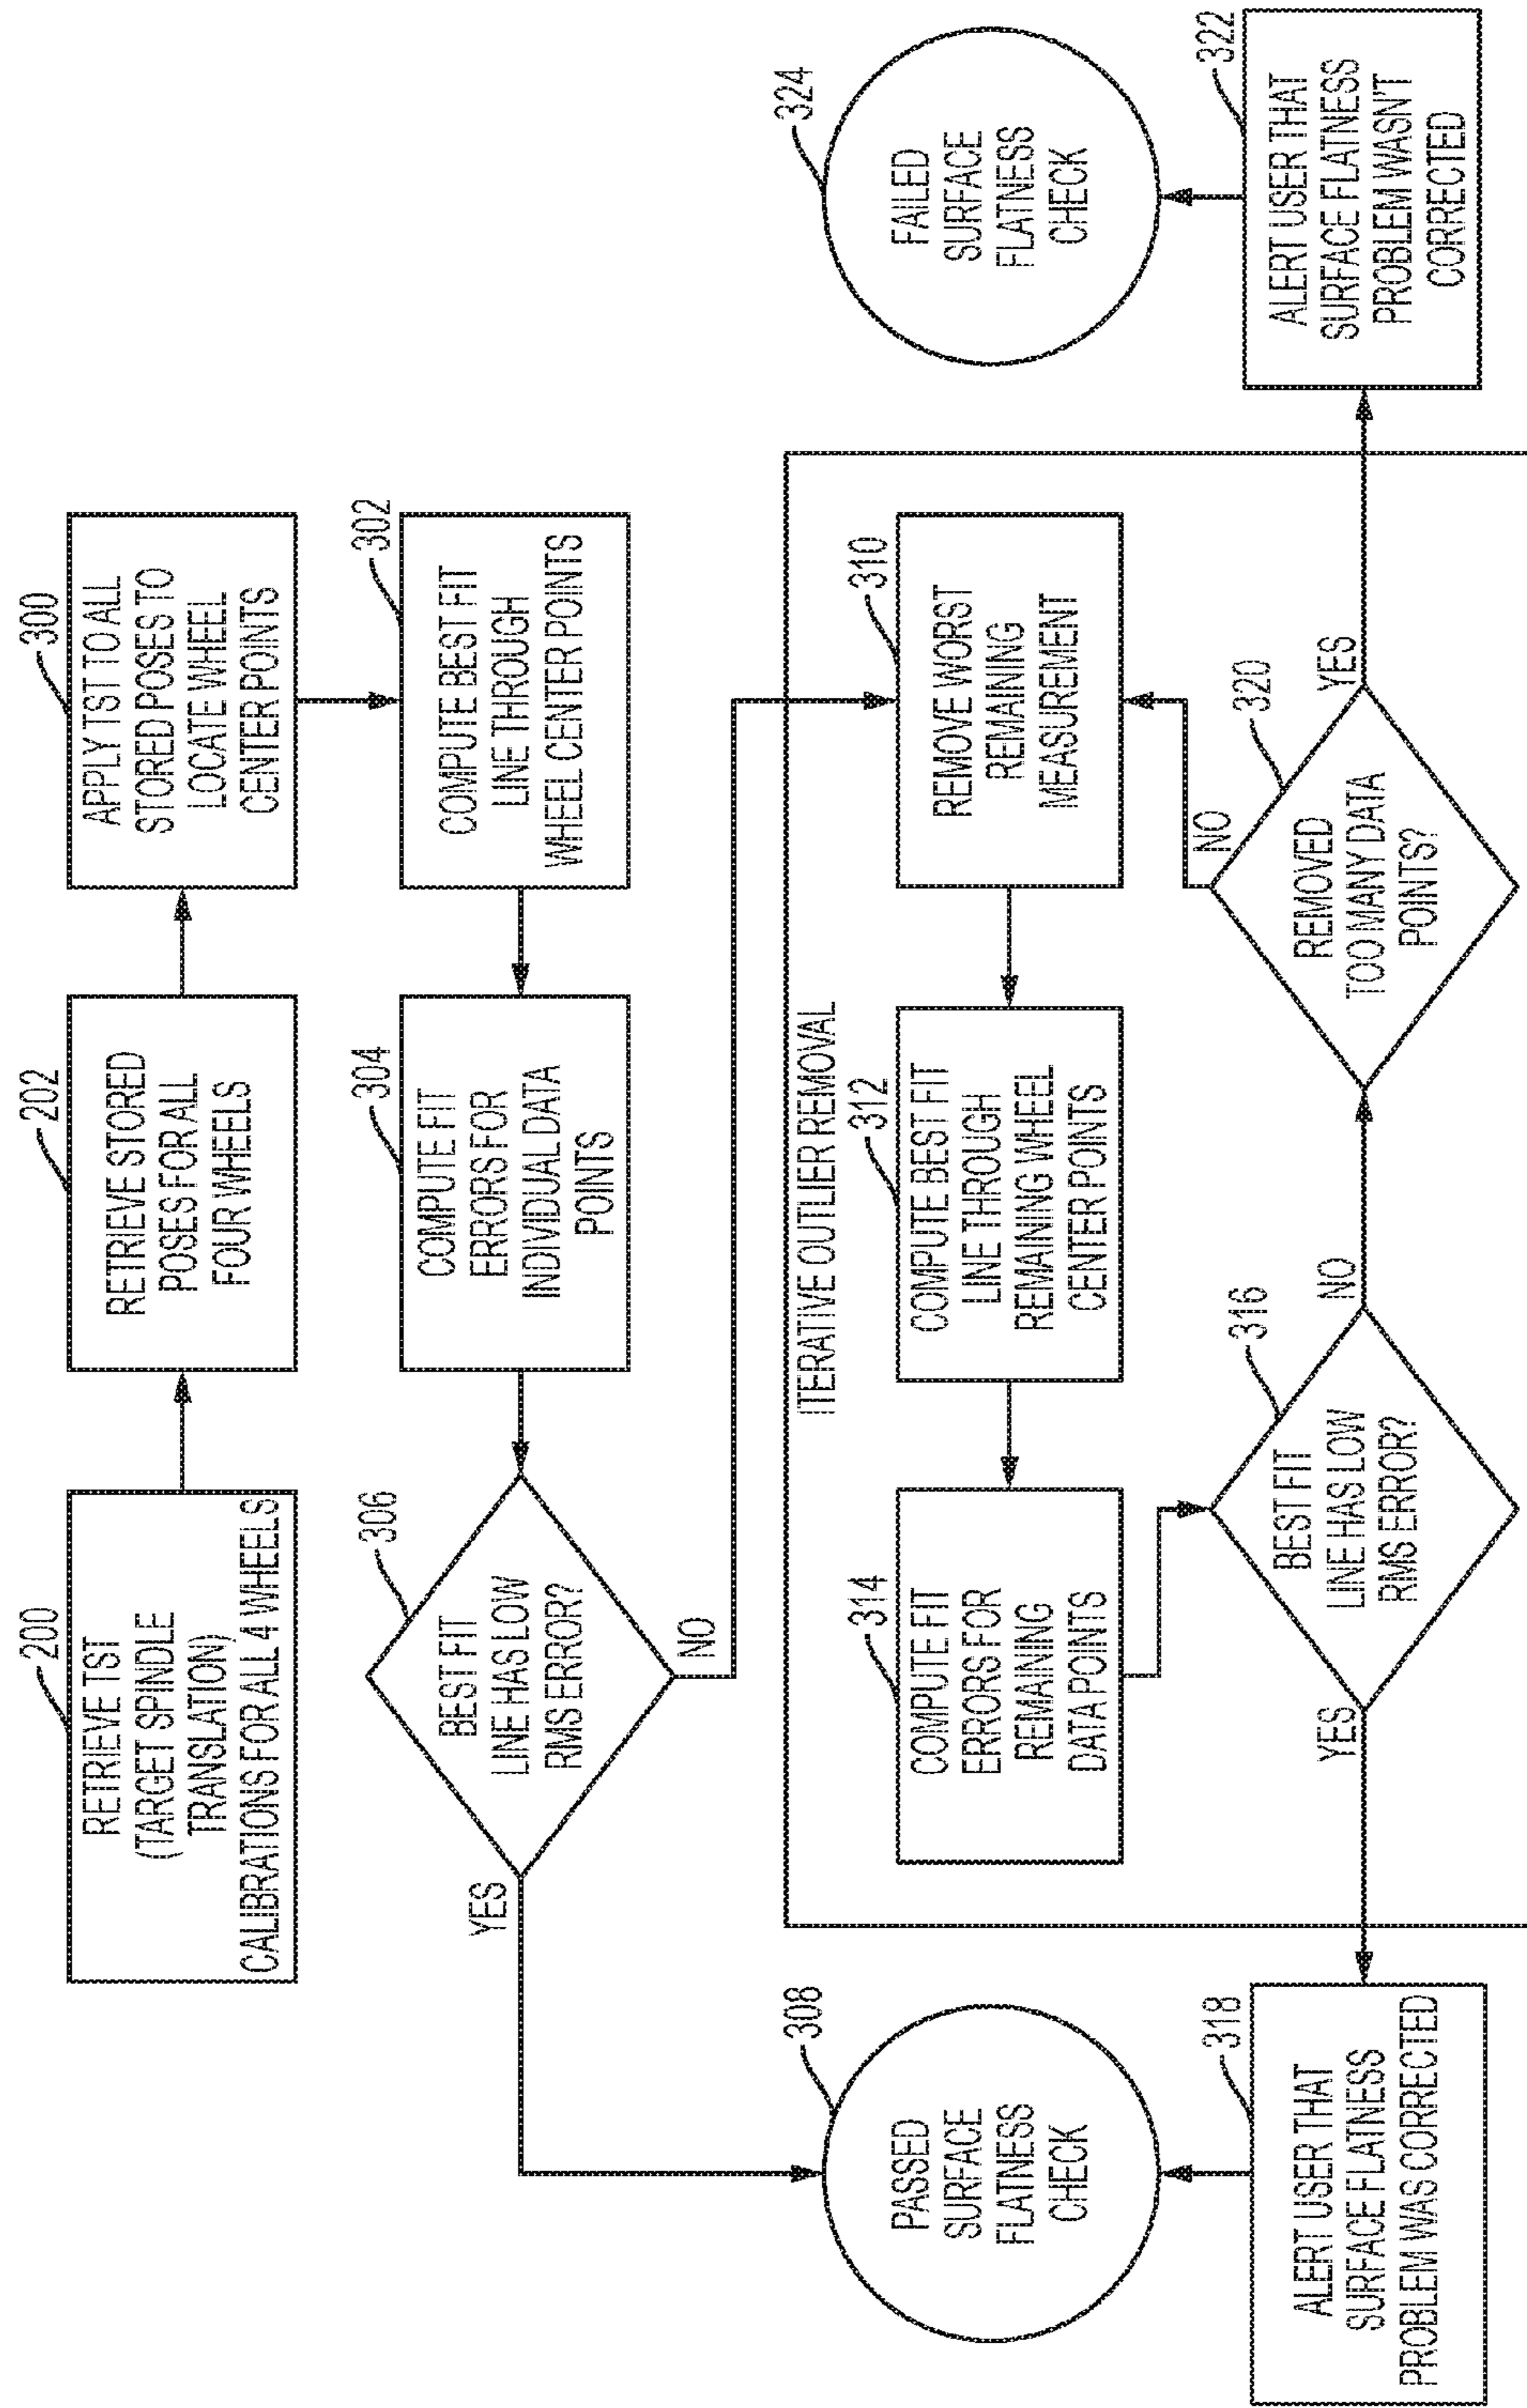 200
RETRIEVE TST
(TARGET SPINDLE
TRANSLATION)
CALIBRATIONS FOR ALL 4 WHEELS
202
RETRIEVE STORED
POSES FOR ALL
FOUR WHEELS
300
APPLY TST TO ALL
STORED POSES TO
LOCATE WHEEL
CENTER POINTS
302
COMPUTE BEST FIT
LINE THROUGH
WHEEL CENTER POINTS
304
COMPUTE FIT
ERRORS FOR
INDIVIDUAL DATA
POINTS
306
BEST FIT
LINE HAS LOW
RMS ERROR?
YES
NO
308
PASSED
SURFACE
FLATNESS
CHECK
ITERATIVE OUTLIER REMOVAL
310
REMOVE WORST
REMAINING
MEASUREMENT
312
COMPUTE BEST FIT
LINE THROUGH
REMAINING WHEEL
CENTER POINTS
314
COMPUTE FIT
ERRORS FOR
REMAINING
DATA POINTS
316
BEST FIT
LINE HAS LOW
RMS ERROR?
YES
NO
318
ALERT USER THAT
SURFACE FLATNESS
PROBLEM WAS CORRECTED
320
REMOVED
TOO MANY DATA
POINTS?
NO
YES
322
ALERT USER THAT
SURFACE FLATNESS
PROBLEM WASN'T
CORRECTED
324
FAILED
SURFACE
FLATNESS
CHECK